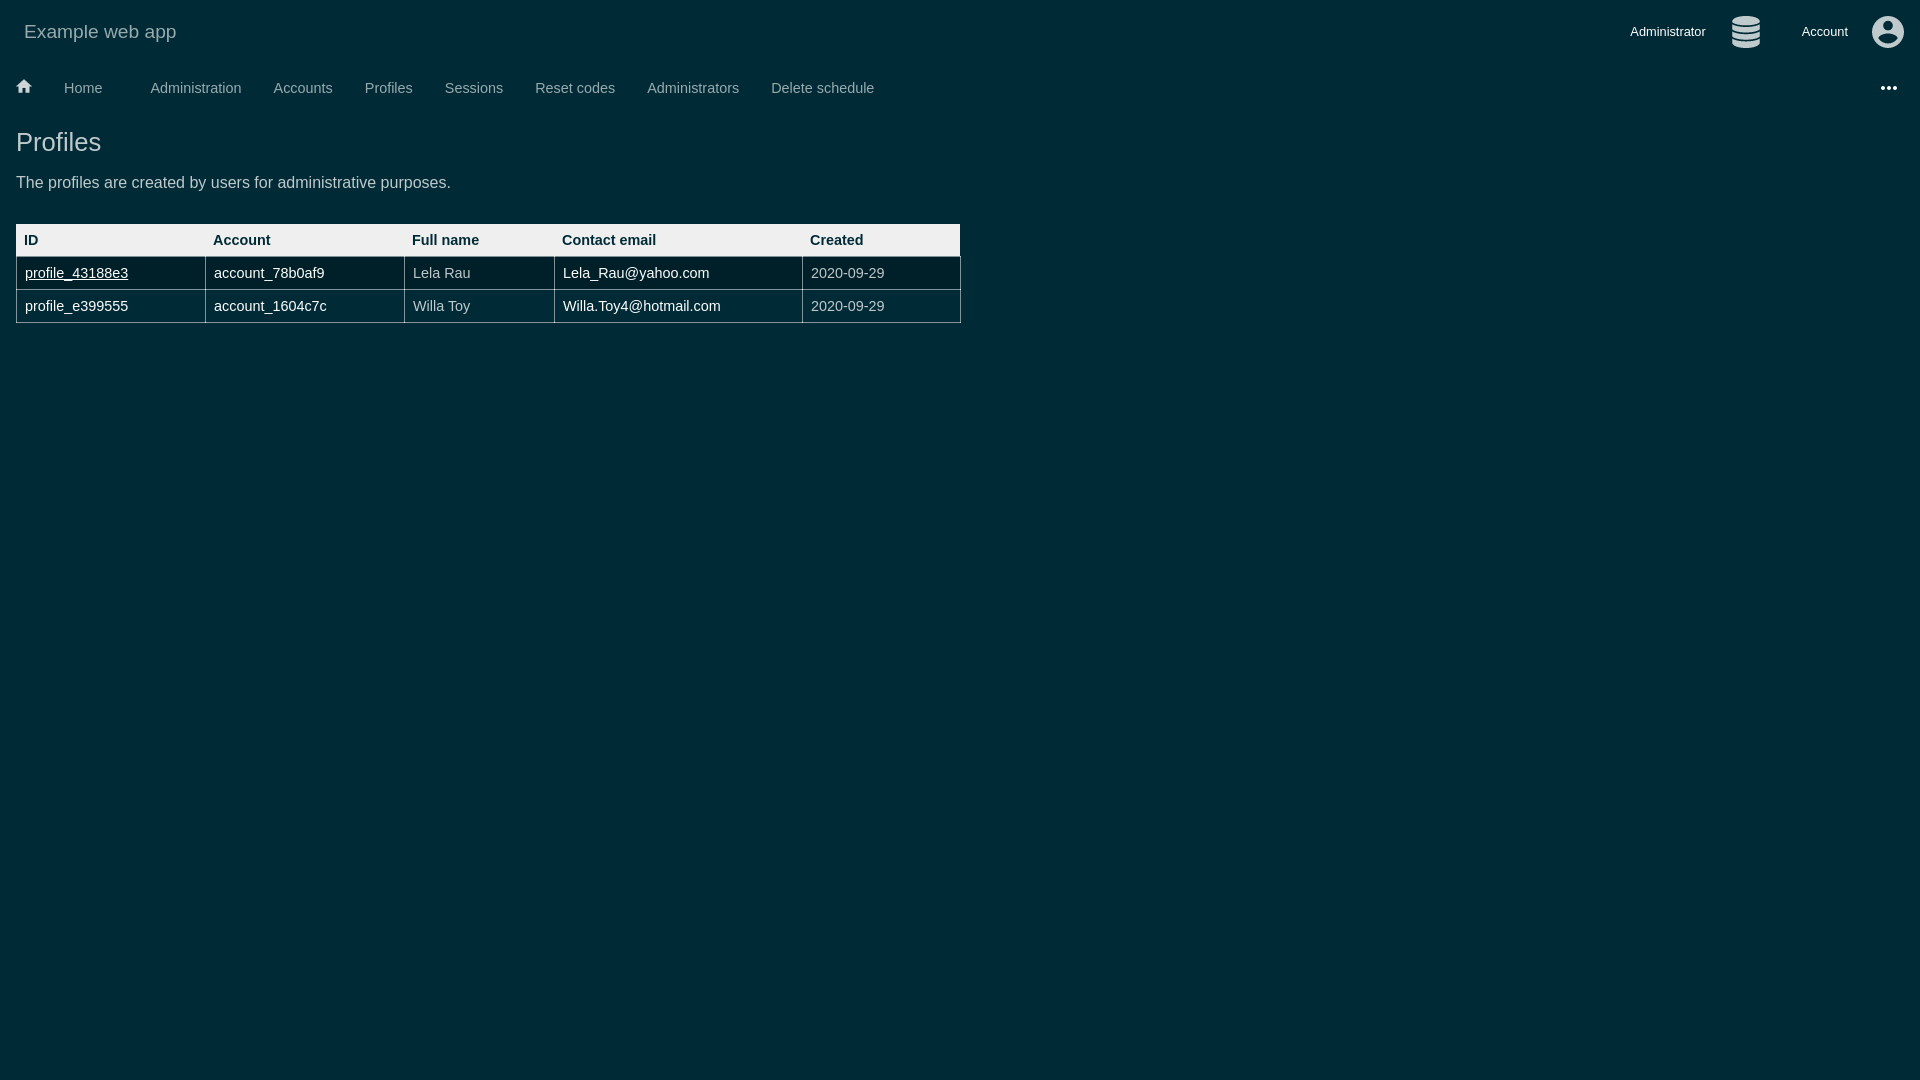 Example web app Administrator Account
Home Administration Accounts Profiles Sessions Reset codes Administrators Delete schedule
Profiles
The profiles are created by users for administrative purposes.
ID Account Full name Contact email Created
profile_43188e3 account_78b0af9 Lela Rau Lela_Rau@yahoo.com 2020-09-29
profile_e399555 account_1604c7c Willa Toy Willa.Toy4@hotmail.com 2020-09-29